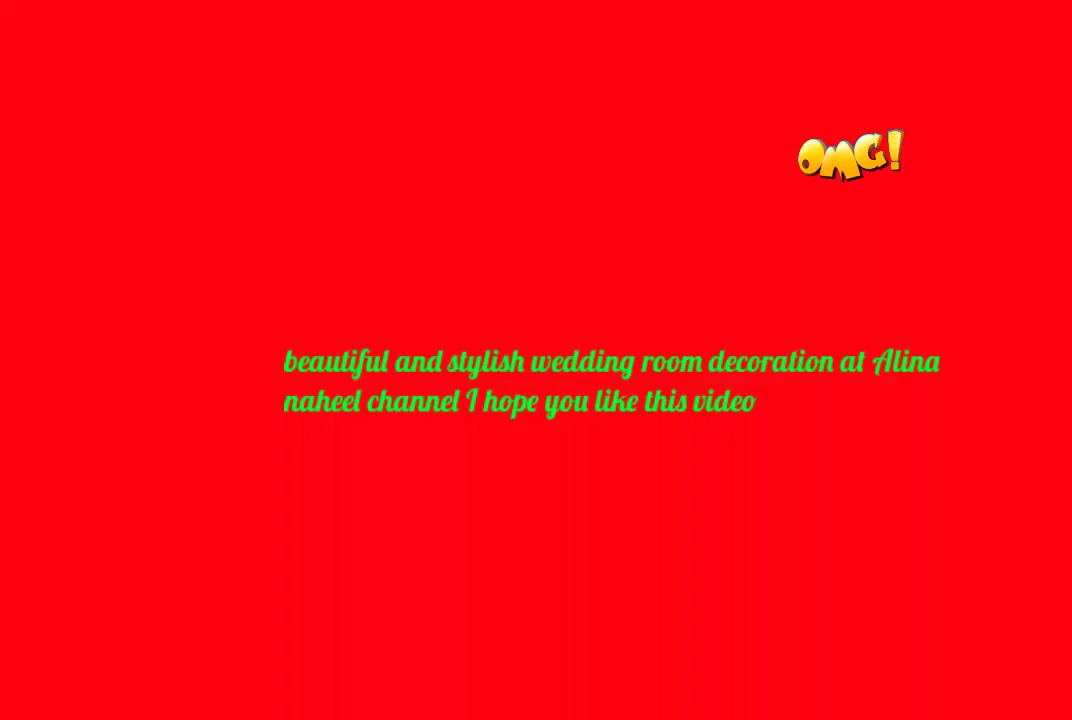 OMG!
beautiful and stylish wedding room decoration at Alina
naheel channel I hope you like this video